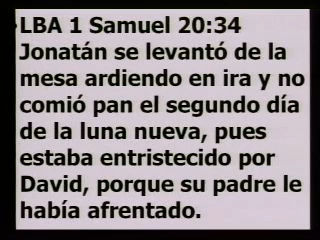 LBA 1 Samuel 20:34
Jonatán se levantó de la
mesa ardiendo en ira y no
comió pan el segundo día
de la luna nueva, pues
estaba entristecido por
David, porque su padre le
había afrentado.